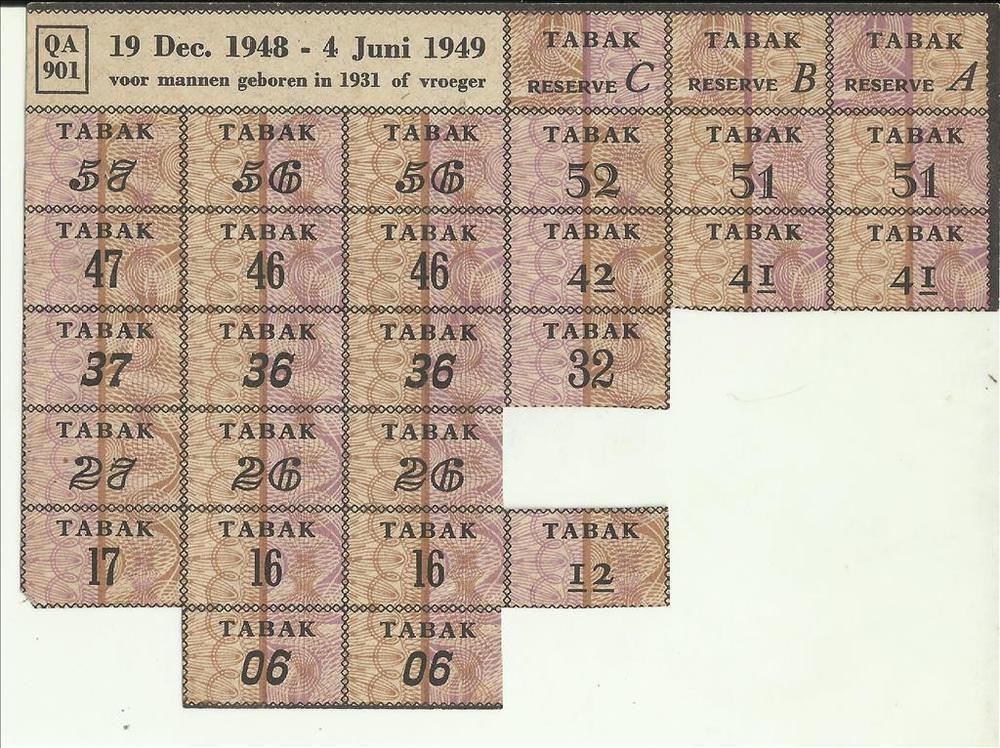 QA 901
19 Dec. 1948 - 4 Juni 1949
voor mannen geboren in 1931 of vroeger
TABAK RESERVE C
TABAK RESERVE B
TABAK RESERVE A
TABAK TABAK TABAK TABAK TABAK TABAK
57 56 56 52 51 51
TABAK TABAK TABAK TABAK TABAK TABAK
47 46 46 42 41 41
TABAK TABAK TABAK TABAK
37 36 36 32
TABAK TABAK TABAK
27 26 26
TABAK TABAK TABAK TABAK
17 16 16 12
TABAK TABAK
06 06